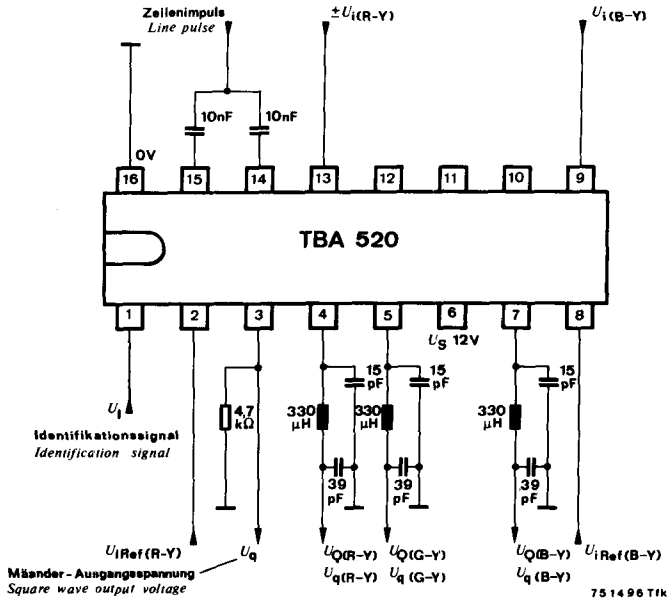 Zeilenimpuls
Line pulse
±Ui(R-Y)
Ui(B-Y)
10nF
10nF
0V
16
15
14
13
12
11
10
9
TBA 520
1
2
3
4
5
6
7
8
US 12V
15 pF
15 pF
15 pF
UI
4,7 kΩ
330 µH
330 µH
330 µH
Identifikationssignal
Identification signal
39 pF
39 pF
39 pF
UiRef(R-Y)
Uq
UQ(R-Y)
UQ(G-Y)
UQ(B-Y)
UiRef(B-Y)
Uq(R-Y)
Uq(G-Y)
Uq(B-Y)
Mäander-Ausgangsspannung
Square wave output voltage
751496 Tfk